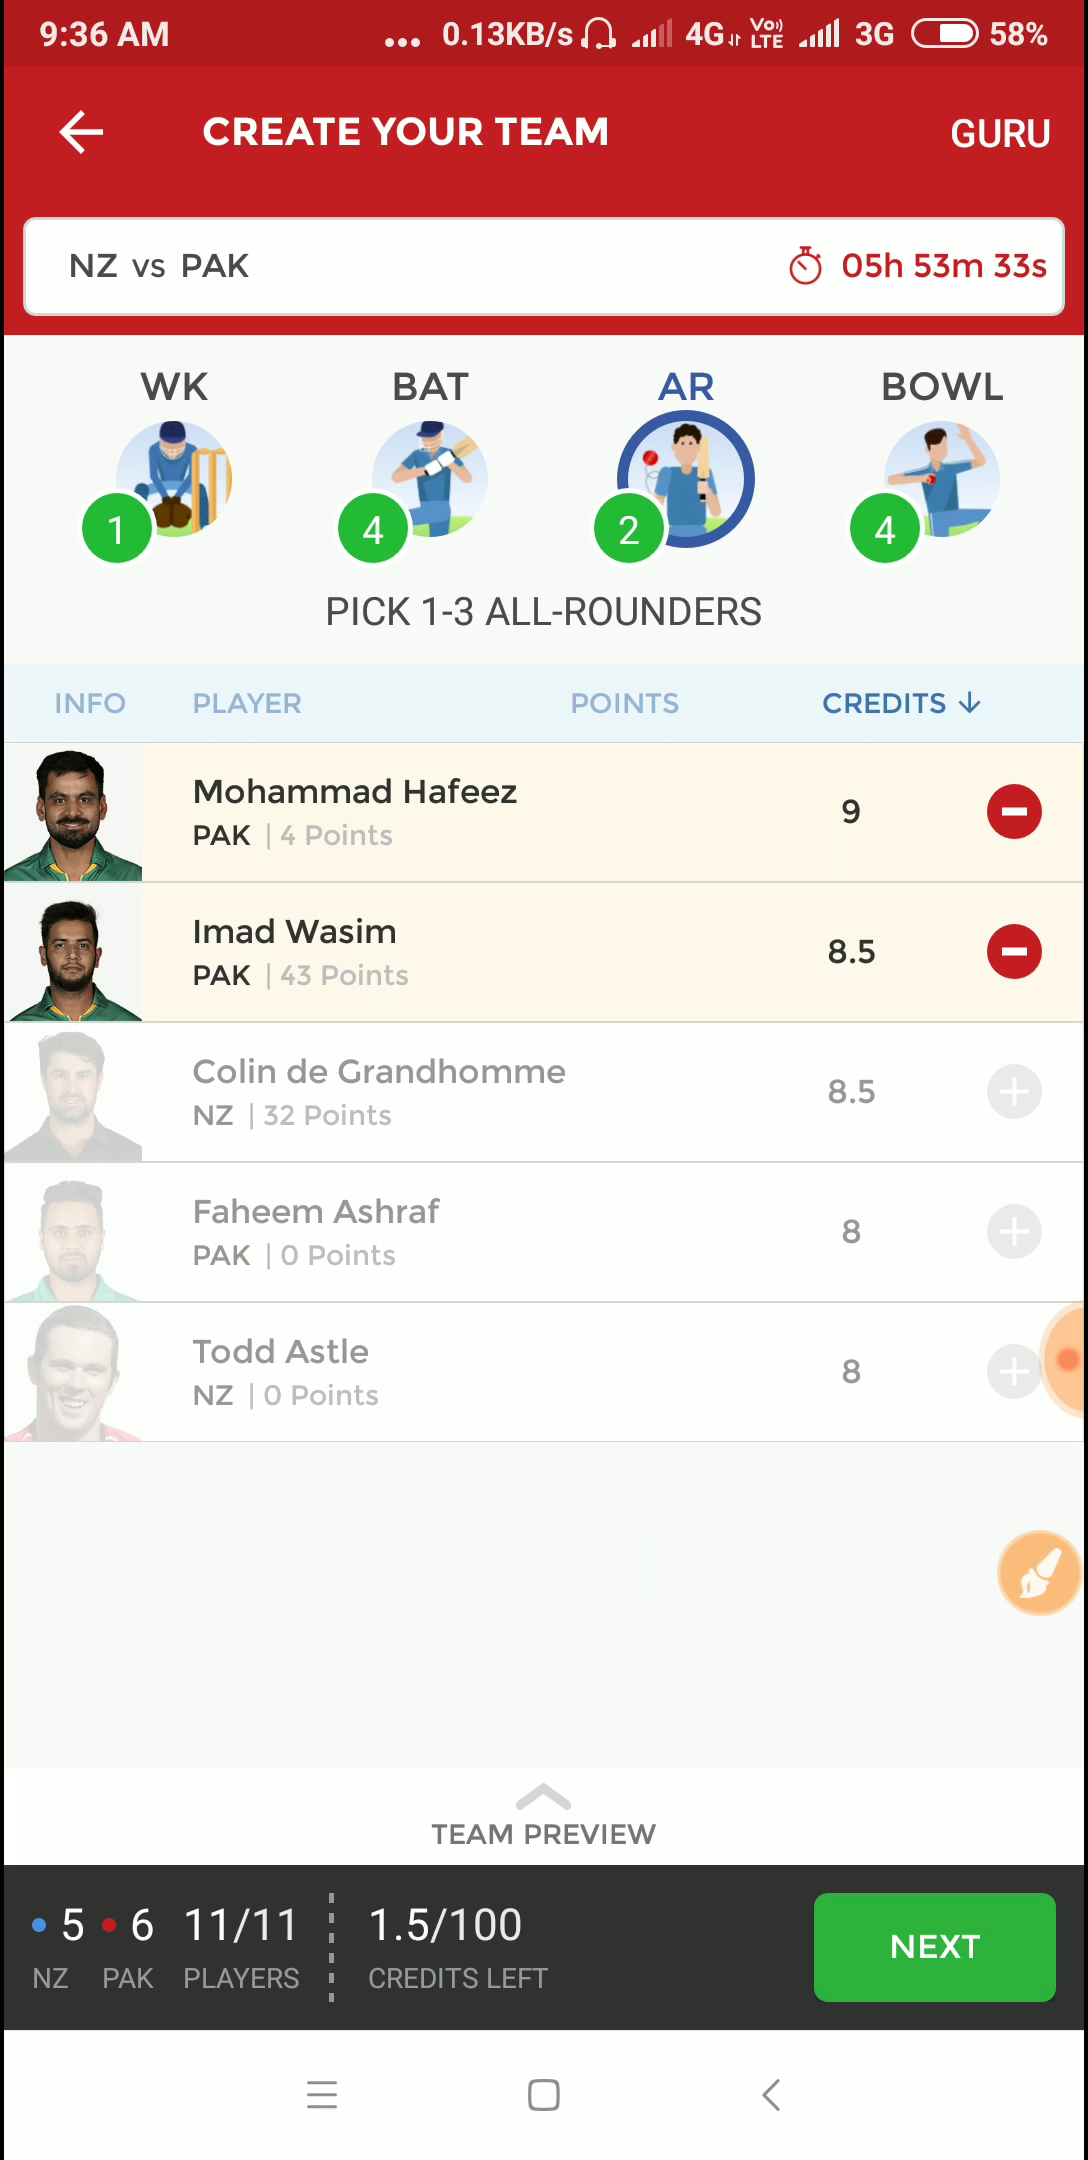 9:36 AM ... 0.13KB/s 4G VoLTE 3G 58%
CREATE YOUR TEAM GURU
NZ vs PAK 05h 53m 33s
WK BAT AR BOWL
1 4 2 4
PICK 1-3 ALL-ROUNDERS
INFO PLAYER POINTS CREDITS ↓
Mohammad Hafeez 9
PAK | 4 Points
Imad Wasim 8.5
PAK | 43 Points
Colin de Grandhomme 8.5
NZ | 32 Points
Faheem Ashraf 8
PAK | 0 Points
Todd Astle 8
NZ | 0 Points
TEAM PREVIEW
5 6 11/11 1.5/100
NZ PAK PLAYERS CREDITS LEFT
NEXT